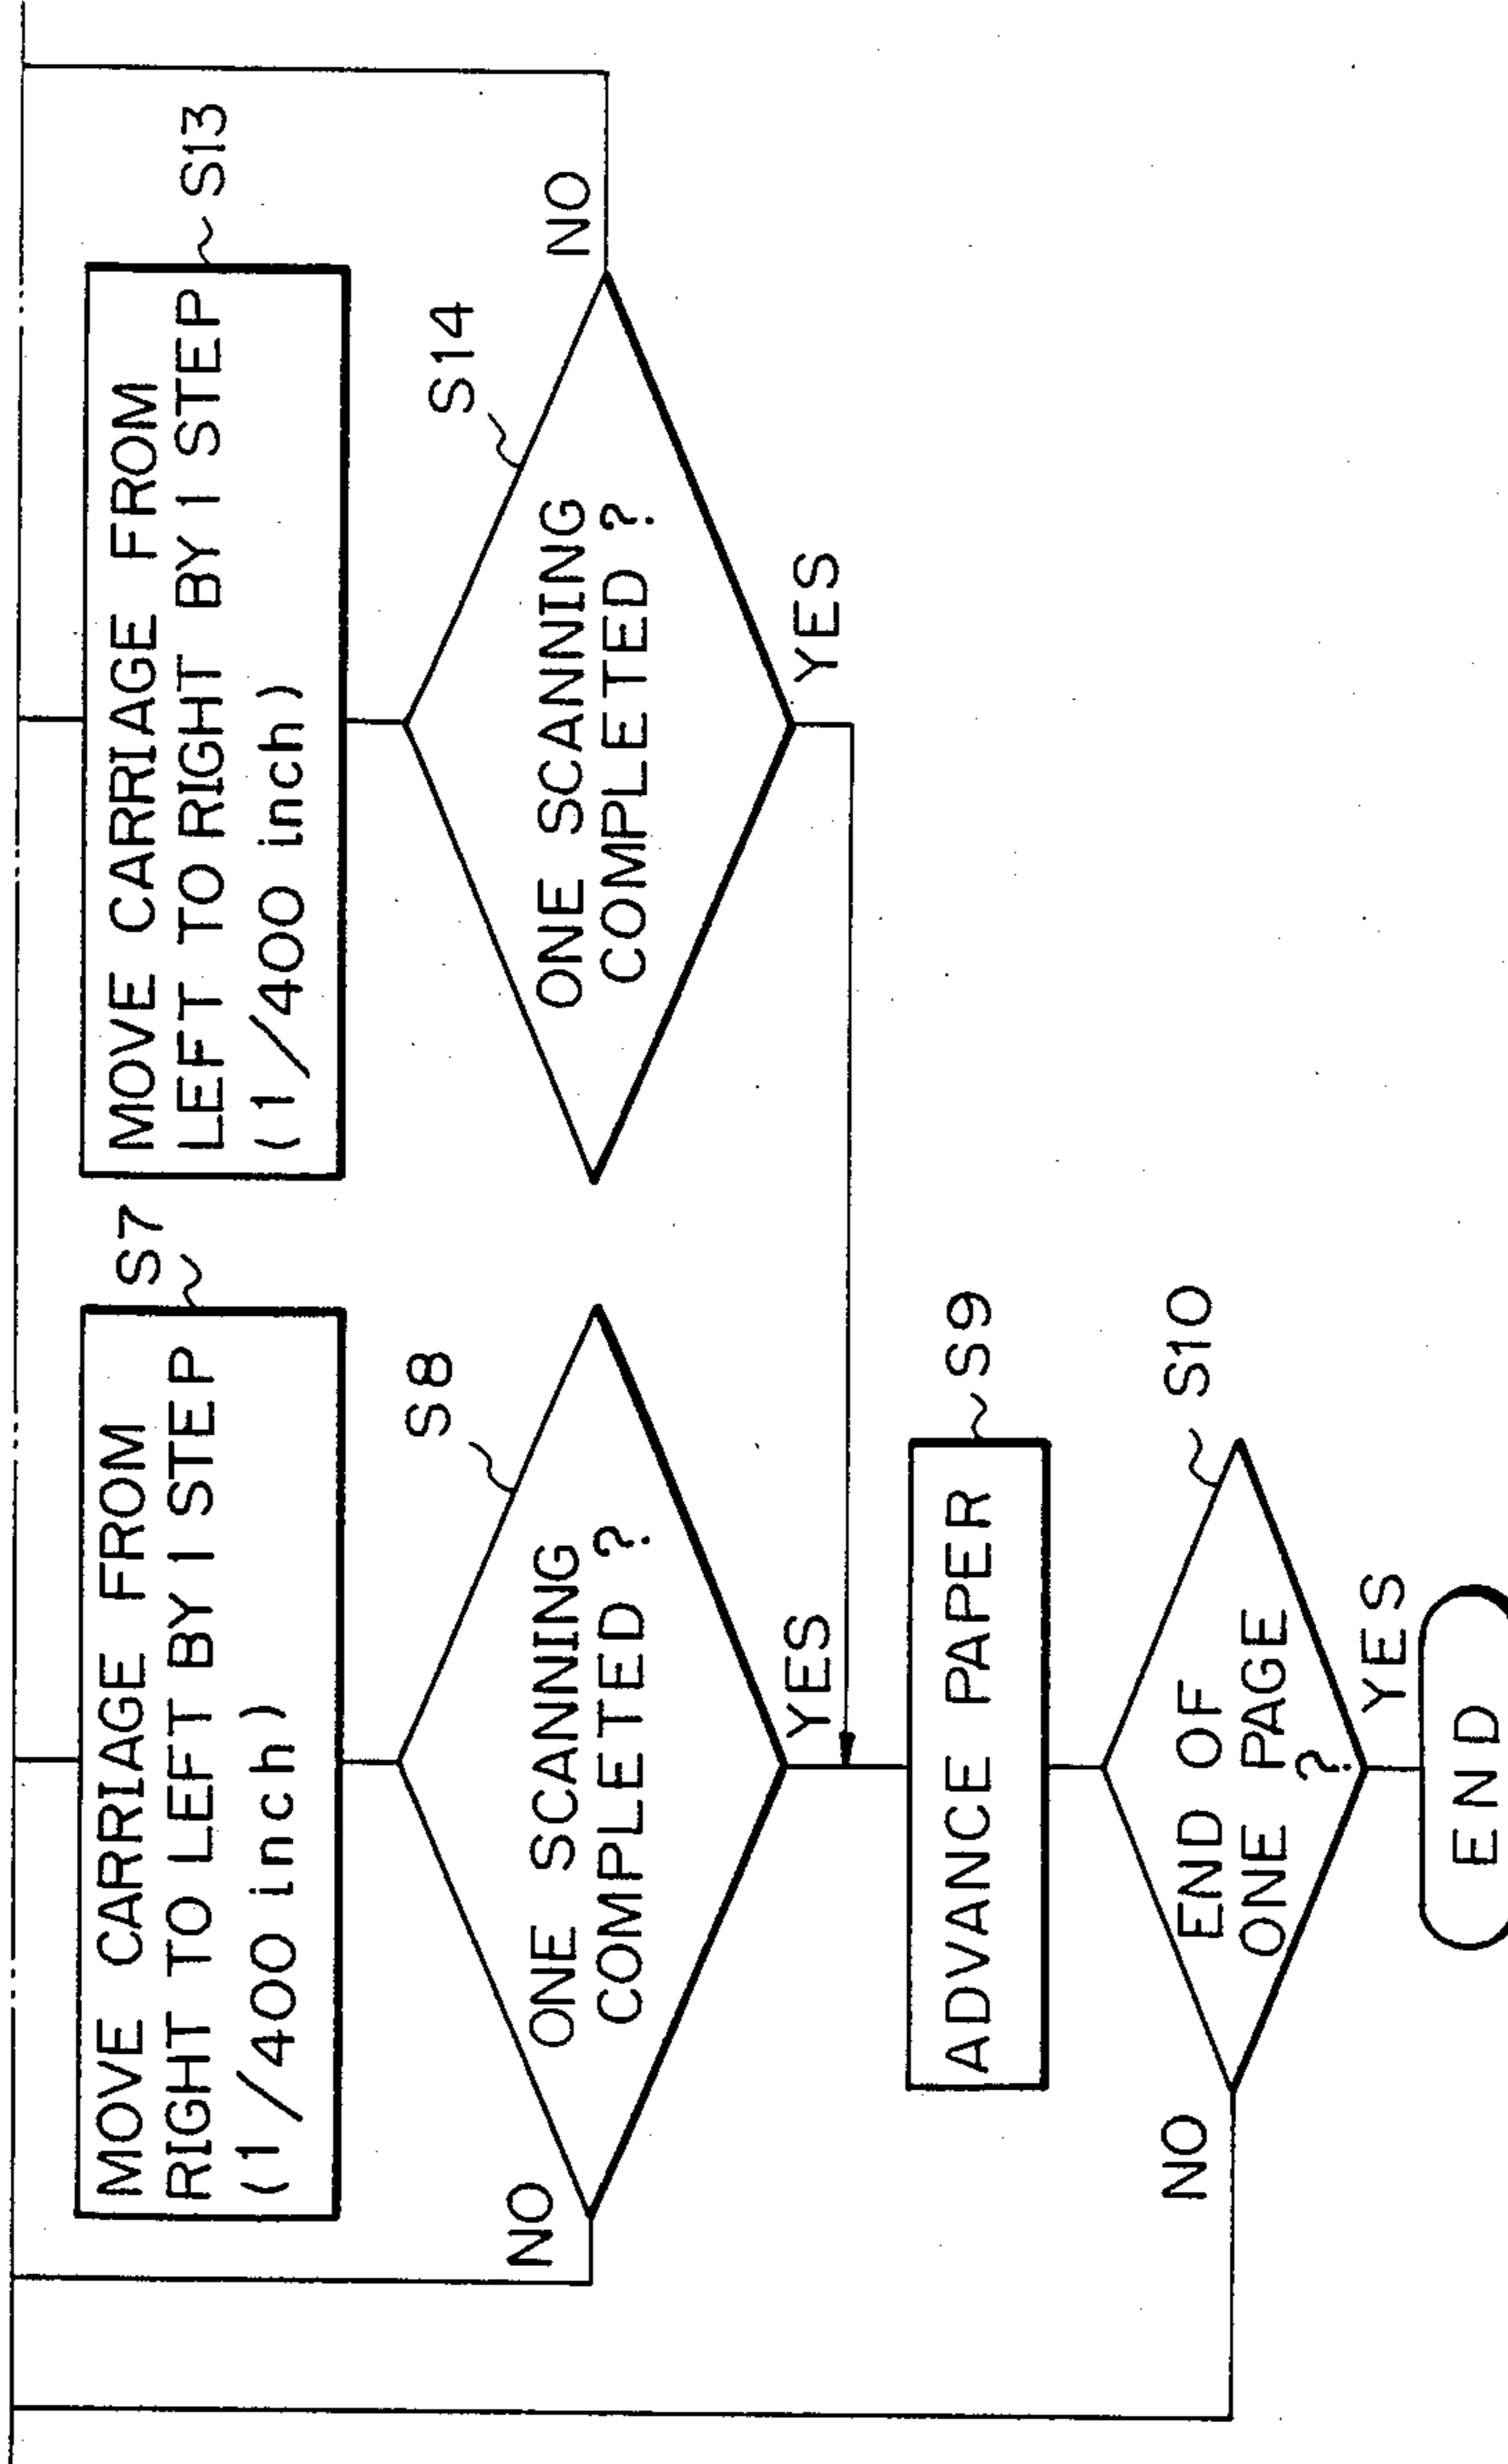 MOVE CARRIAGE FROM
RIGHT TO LEFT BY 1 STEP
(1/400 inch)
S7
ONE SCANNING
COMPLETED ?
S8
NO
YES
ADVANCE PAPER
S9
END OF
ONE PAGE
?
S10
NO
YES
END
MOVE CARRIAGE FROM
LEFT TO RIGHT BY 1 STEP
(1/400 inch)
S13
ONE SCANNING
COMPLETED ?
S14
NO
YES